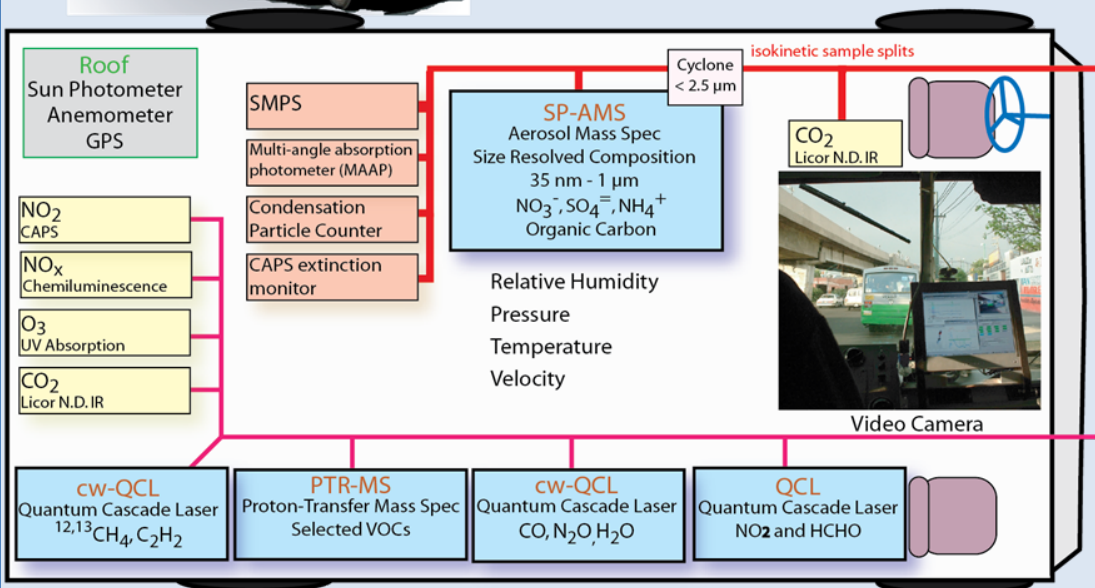 Roof
Sun Photometer
Anemometer
GPS
isokinetic sample splits
Cyclone
< 2.5 μm
SMPS
Multi-angle absorption
photometer (MAAP)
Condensation
Particle Counter
CAPS extinction
monitor
SP-AMS
Aerosol Mass Spec
Size Resolved Composition
35 nm - 1 μm
NO₃⁻, SO₄⁼, NH₄⁺
Organic Carbon
CO₂
Licor N.D. IR
NO₂
CAPS
NOₓ
Chemiluminescence
O₃
UV Absorption
CO₂
Licor N.D. IR
Relative Humidity
Pressure
Temperature
Velocity
Video Camera
cw-QCL
Quantum Cascade Laser
¹²,¹³CH₄, C₂H₂
PTR-MS
Proton-Transfer Mass Spec
Selected VOCs
cw-QCL
Quantum Cascade Laser
CO, N₂O, H₂O
QCL
Quantum Cascade Laser
NO2 and HCHO